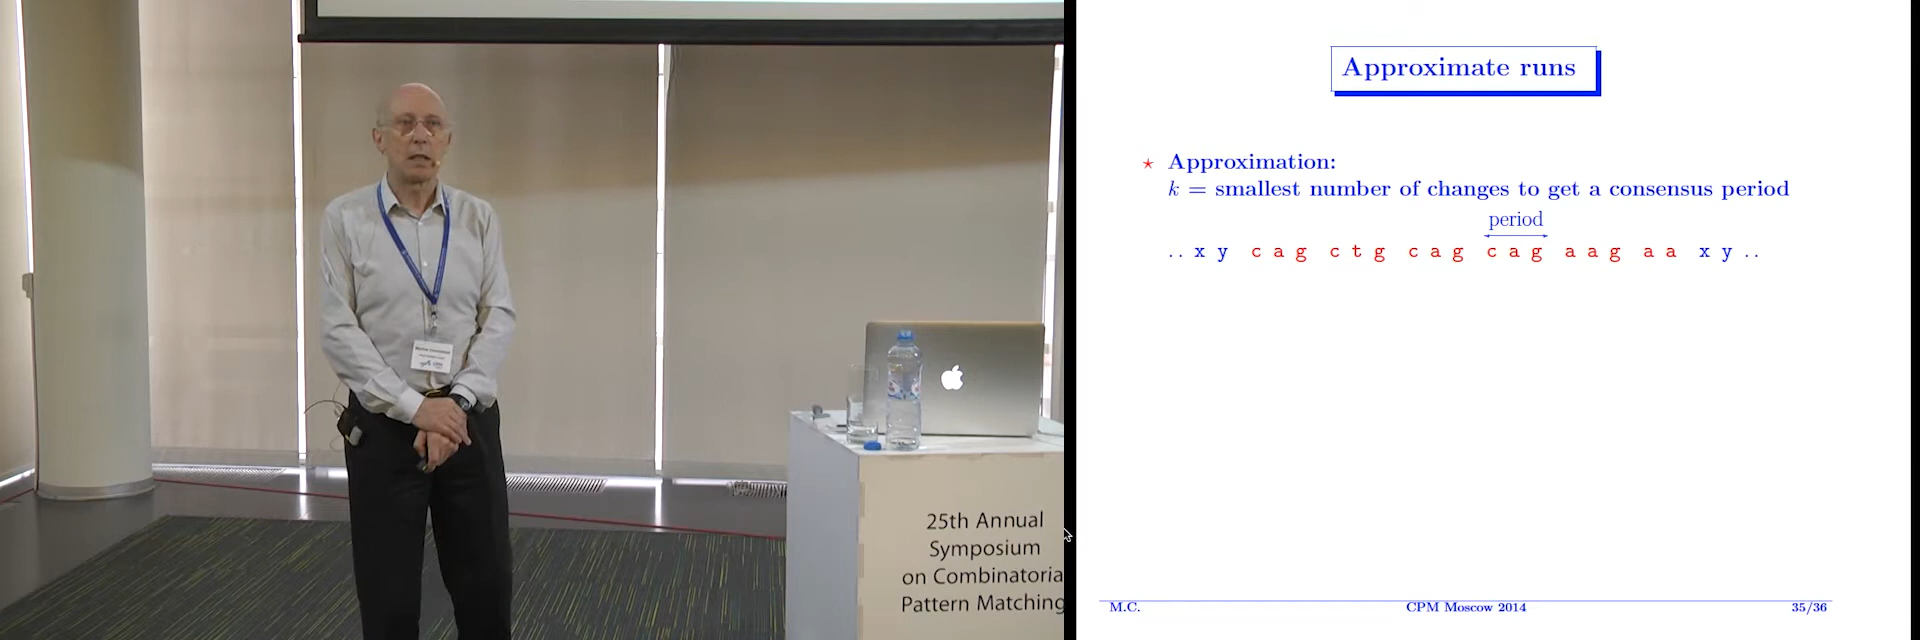 25th Annual
Symposium
on Combinatoria
Pattern Matching
Approximate runs
⋆ Approximation:
k = smallest number of changes to get a consensus period
period
.. x y c a g c t g c a g c a g a a g a a x y ..
M.C. CPM Moscow 2014 35/36